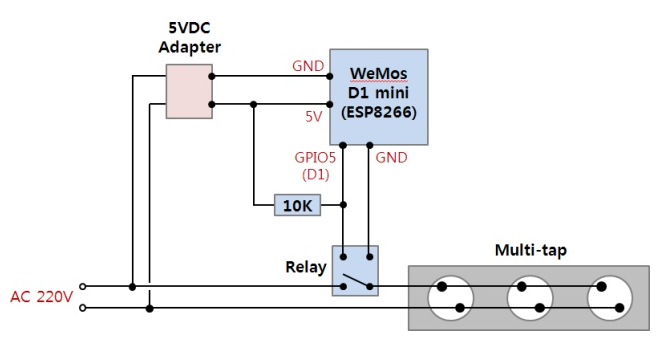 5VDC
Adapter
GND
WeMos
D1 mini
(ESP8266)
5V
GPIO5
(D1)
GND
10K
Relay
Multi-tap
AC 220V